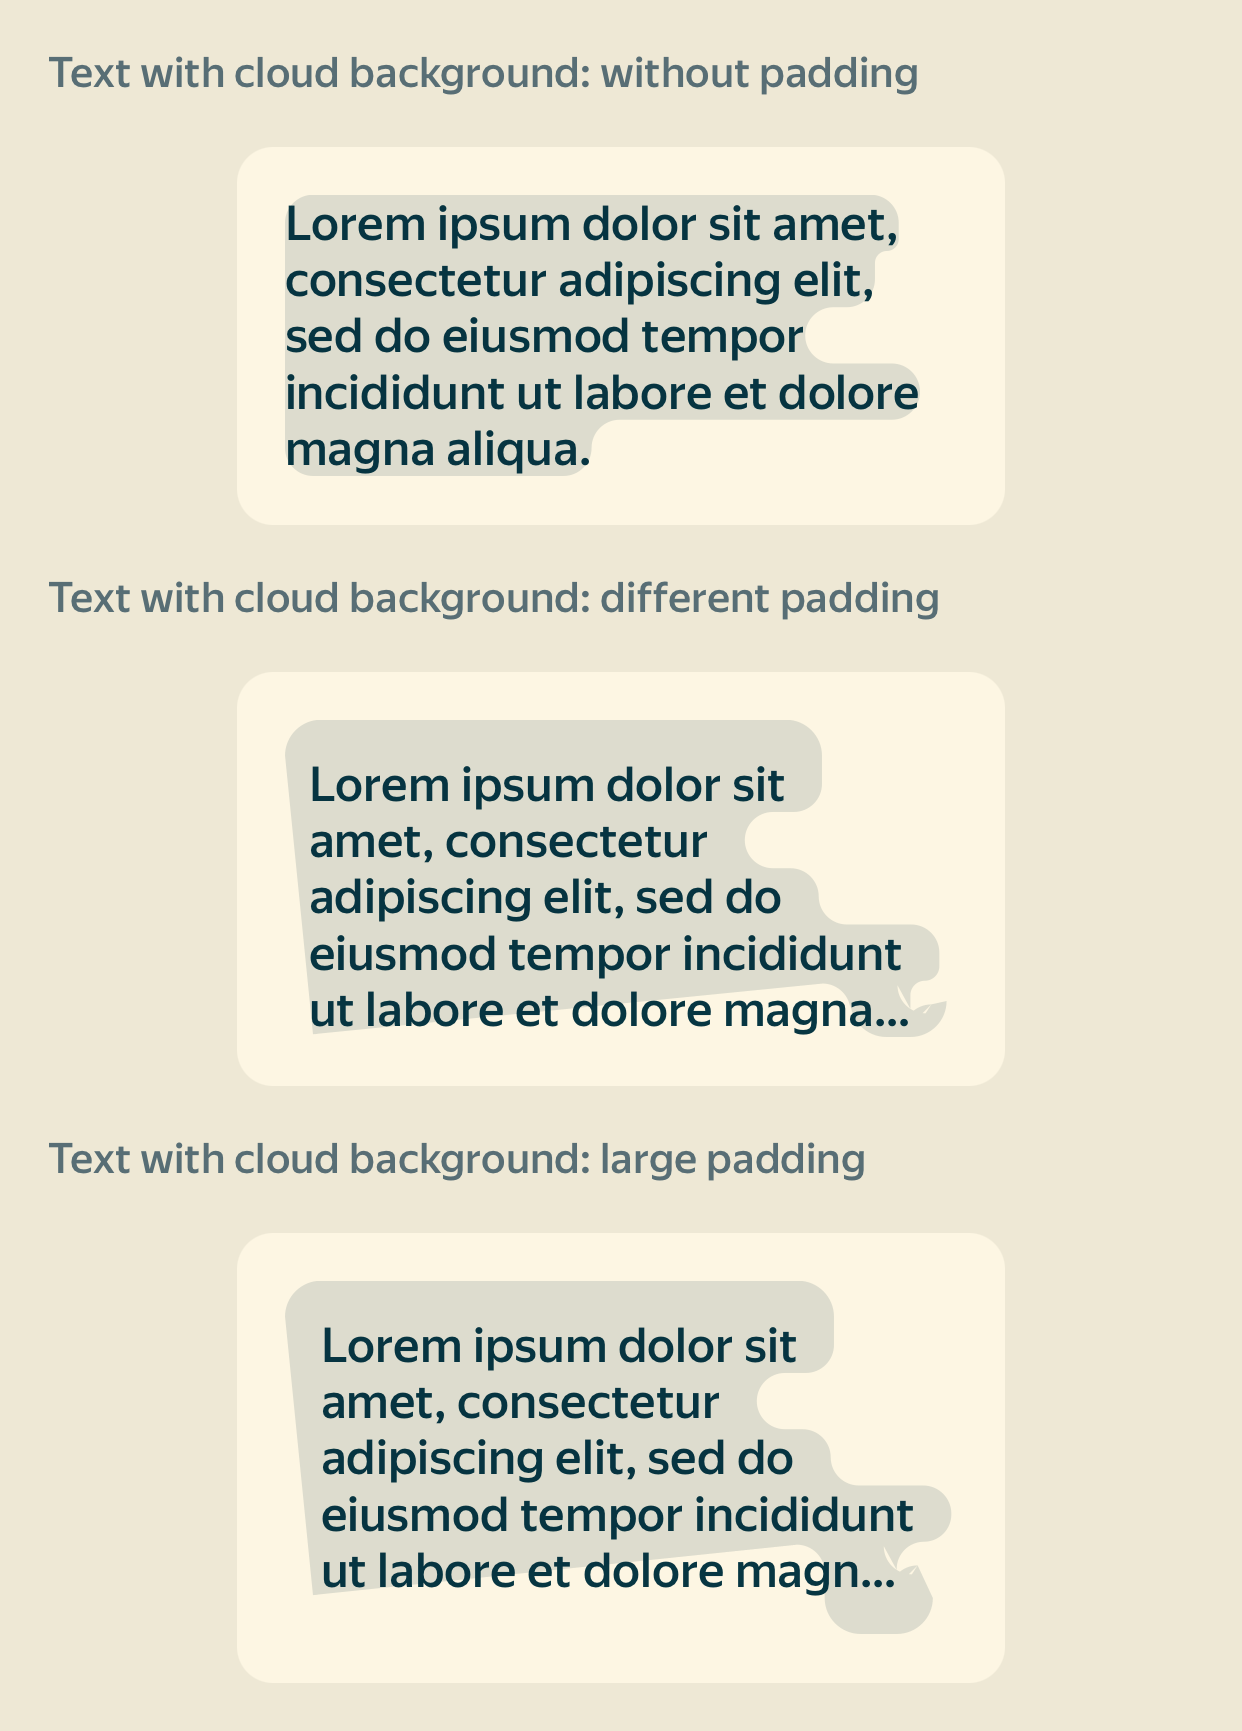 Text with cloud background: without padding
Lorem ipsum dolor sit amet,
consectetur adipiscing elit,
sed do eiusmod tempor
incididunt ut labore et dolore
magna aliqua.
Text with cloud background: different padding
Lorem ipsum dolor sit
amet, consectetur
adipiscing elit, sed do
eiusmod tempor incididunt
ut labore et dolore magna...
Text with cloud background: large padding
Lorem ipsum dolor sit
amet, consectetur
adipiscing elit, sed do
eiusmod tempor incididunt
ut labore et dolore magn...